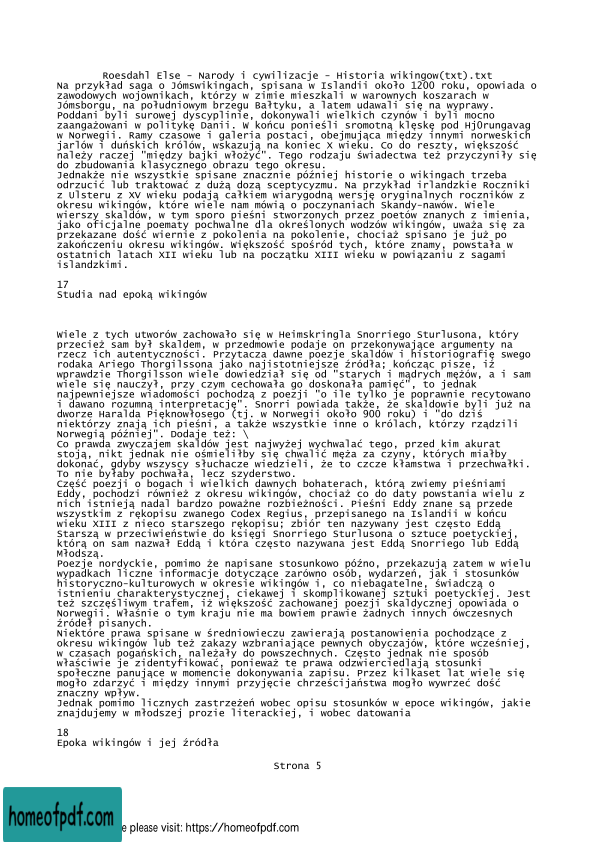 Roesdahl Else - Narody i cywilizacje - Historia wikingow(txt).txt
Na przykład saga o Jómswikingach, spisana w Islandii około 1200 roku, opowiada o
zawodowych wojownikach, którzy w zimie mieszkali w warownych koszarach w
Jómsborgu, na południowym brzegu Bałtyku, a latem udawali się na wyprawy.
Poddani byli surowej dyscyplinie, dokonywali wielkich czynów i byli mocno
zaangażowani w politykę Danii. W końcu ponieśli sromotną klęskę pod HjOrungavag
w Norwegii. Ramy czasowe i galeria postaci, obejmująca między innymi norweskich
jarlów i duńskich królów, wskazują na koniec X wieku. Co do reszty, większość
należy raczej "między bajki włożyć". Tego rodzaju świadectwa też przyczyniły się
do zbudowania klasycznego obrazu tego okresu.
Jednakże nie wszystkie spisane znacznie później historie o wikingach trzeba
odrzucić lub traktować z dużą dozą sceptycyzmu. Na przykład irlandzkie Roczniki
z Ulsteru z XV wieku podają całkiem wiarygodną wersję oryginalnych roczników z
okresu wikingów, które wiele nam mówią o poczynaniach Skandy-nawów. Wiele
wierszy skaldów, w tym sporo pieśni stworzonych przez poetów znanych z imienia,
jako oficjalne poematy pochwalne dla określonych wodzów wikingów, uważa się za
przekazane dość wiernie z pokolenia na pokolenie, chociaż spisano je już po
zakończeniu okresu wikingów. Większość spośród tych, które znamy, powstała w
ostatnich latach XII wieku lub na początku XIII wieku w powiązaniu z sagami
islandzkimi.
17
Studia nad epoką wikingów
Wiele z tych utworów zachowało się w Heimskringla Snorriego Sturlusona, który
przecież sam był skaldem, w przedmowie podaje on przekonywające argumenty na
rzecz ich autentyczności. Przytacza dawne poezje skaldów i historiografię swego
rodaka Ariego Thorgilssona jako najistotniejsze źródła; kończąc pisze, iż
wprawdzie Thorgilsson wiele dowiedział się od "starych i mądrych mężów, a i sam
wiele się nauczył, przy czym cechowała go doskonała pamięć", to jednak
najpewniejsze wiadomości pochodzą z poezji "o ile tylko je poprawnie recytowano
i dawano rozumną interpretację". Snorri powiada także, że skaldowie byli już na
dworze Haralda Pięknowłosego (tj. w Norwegii około 900 roku) i "do dziś
niektórzy znają ich pieśni, a także wszystkie inne o królach, którzy rządzili
Norwegią później". Dodaje też: \
Co prawda zwyczajem skaldów jest najwyżej wychwalać tego, przed kim akurat
stoją, nikt jednak nie ośmieliłby się chwalić męża za czyny, których miałby
dokonać, gdyby wszyscy słuchacze wiedzieli, że to czcze kłamstwa i przechwałki.
To nie byłaby pochwała, lecz szyderstwo.
Część poezji o bogach i wielkich dawnych bohaterach, którą zwiemy pieśniami
Eddy, pochodzi również z okresu wikingów, chociaż co do daty powstania wielu z
nich istnieją nadal bardzo poważne rozbieżności. Pieśni Eddy znane są przede
wszystkim z rękopisu zwanego Codex Regius, przepisanego na Islandii w końcu
wieku XIII z nieco starszego rękopisu; zbiór ten nazywany jest często Eddą
Starszą w przeciwieństwie do księgi Snorriego Sturlusona o sztuce poetyckiej,
którą on sam nazwał Eddą i która często nazywana jest Eddą Snorriego lub Eddą
Młodszą.
Poezje nordyckie, pomimo że napisane stosunkowo późno, przekazują zatem w wielu
wypadkach liczne informacje dotyczące zarówno osób, wydarzeń, jak i stosunków
historyczno-kulturowych w okresie wikingów i, co niebagatelne, świadczą o
istnieniu charakterystycznej, ciekawej i skomplikowanej sztuki poetyckiej. Jest
też szczęśliwym trafem, iż większość zachowanej poezji skaldycznej opowiada o
Norwegii. Właśnie o tym kraju nie ma bowiem prawie żadnych innych ówczesnych
źródeł pisanych.
Niektóre prawa spisane w średniowieczu zawierają postanowienia pochodzące z
okresu wikingów lub też zakazy wzbraniające pewnych obyczajów, które wcześniej,
w czasach pogańskich, należały do powszechnych. Często jednak nie sposób
właściwie je zidentyfikować, ponieważ te prawa odzwierciedlają stosunki
społeczne panujące w momencie dokonywania zapisu. Przez kilkaset lat wiele się
mogło zdarzyć i między innymi przyjęcie chrześcijaństwa mogło wywrzeć dość
znaczny wpływ.
Jednak pomimo licznych zastrzeżeń wobec opisu stosunków w epoce wikingów, jakie
znajdujemy w młodszej prozie literackiej, i wobec datowania
18
Epoka wikingów i jej źródła
Strona 5
homeofpdf.com
e please visit: https://homeofpdf.com